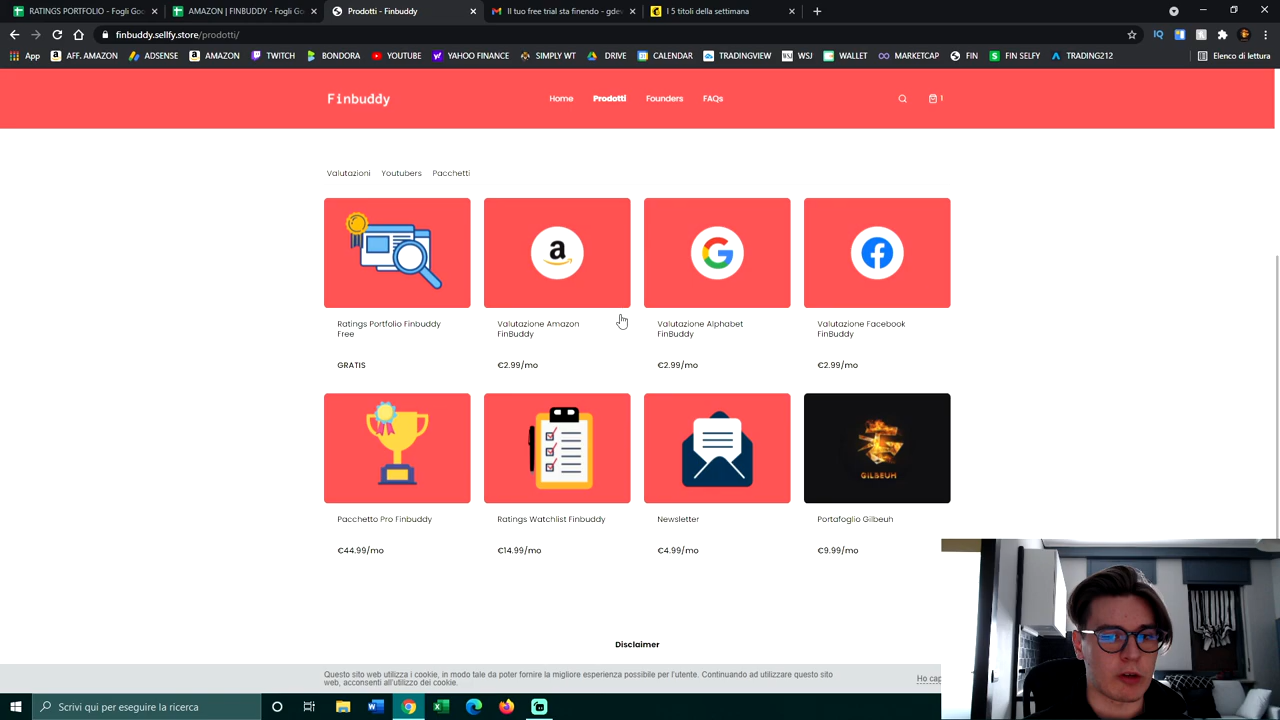 RATINGS PORTFOLIO - Fogli Go
AMAZON | FINBUDDY - Fogli Go
Prodotti - Finbuddy
Il tuo free trial sta finendo - gdev
I 5 titoli della settimana
finbuddy.sellfy.store/prodotti/
App
AFF. AMAZON
ADSENSE
TWITCH
BONDORA
YOUTUBE
YAHOO FINANCE
SIMPLY WT
DRIVE
CALENDAR
TRADINGVIEW
WSJ
WSJ
WALLET
MARKETCAP
FIN
FIN SELFY
TRADING212
Elenco di lettura
Finbuddy
Home
Prodotti
Founders
FAQs
1
Valutazioni
Youtubers
Pacchetti
Ratings Portfolio Finbuddy
Free
GRATIS
Valutazione Amazon
FinBuddy
€2.99/mo
Valutazione Alphabet
FinBuddy
€2.99/mo
Valutazione Facebook
FinBuddy
€2.99/mo
Pacchetto Pro Finbuddy
€44.99/mo
Ratings Watchlist Finbuddy
€14.99/mo
Newsletter
€4.99/mo
GILBEUH
Portafoglio Gilbeuh
€9.99/mo
Disclaimer
Questo sito web utilizza i cookie, in modo tale da poter fornire la migliore esperienza possibile per l'utente. Continuando ad utilizzare questo sito
web, acconsenti all'utilizzo dei cookie.
Ho cap
Scrivi qui per eseguire la ricerca